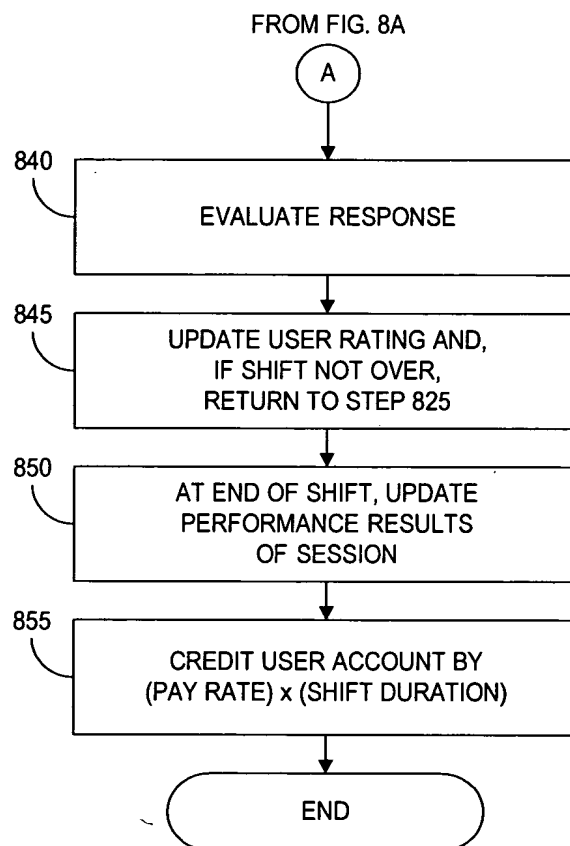 FROM FIG. 8A
A
840
EVALUATE RESPONSE
845
UPDATE USER RATING AND,
IF SHIFT NOT OVER,
RETURN TO STEP 825
850
AT END OF SHIFT, UPDATE
PERFORMANCE RESULTS
OF SESSION
855
CREDIT USER ACCOUNT BY
(PAY RATE) x (SHIFT DURATION)
END